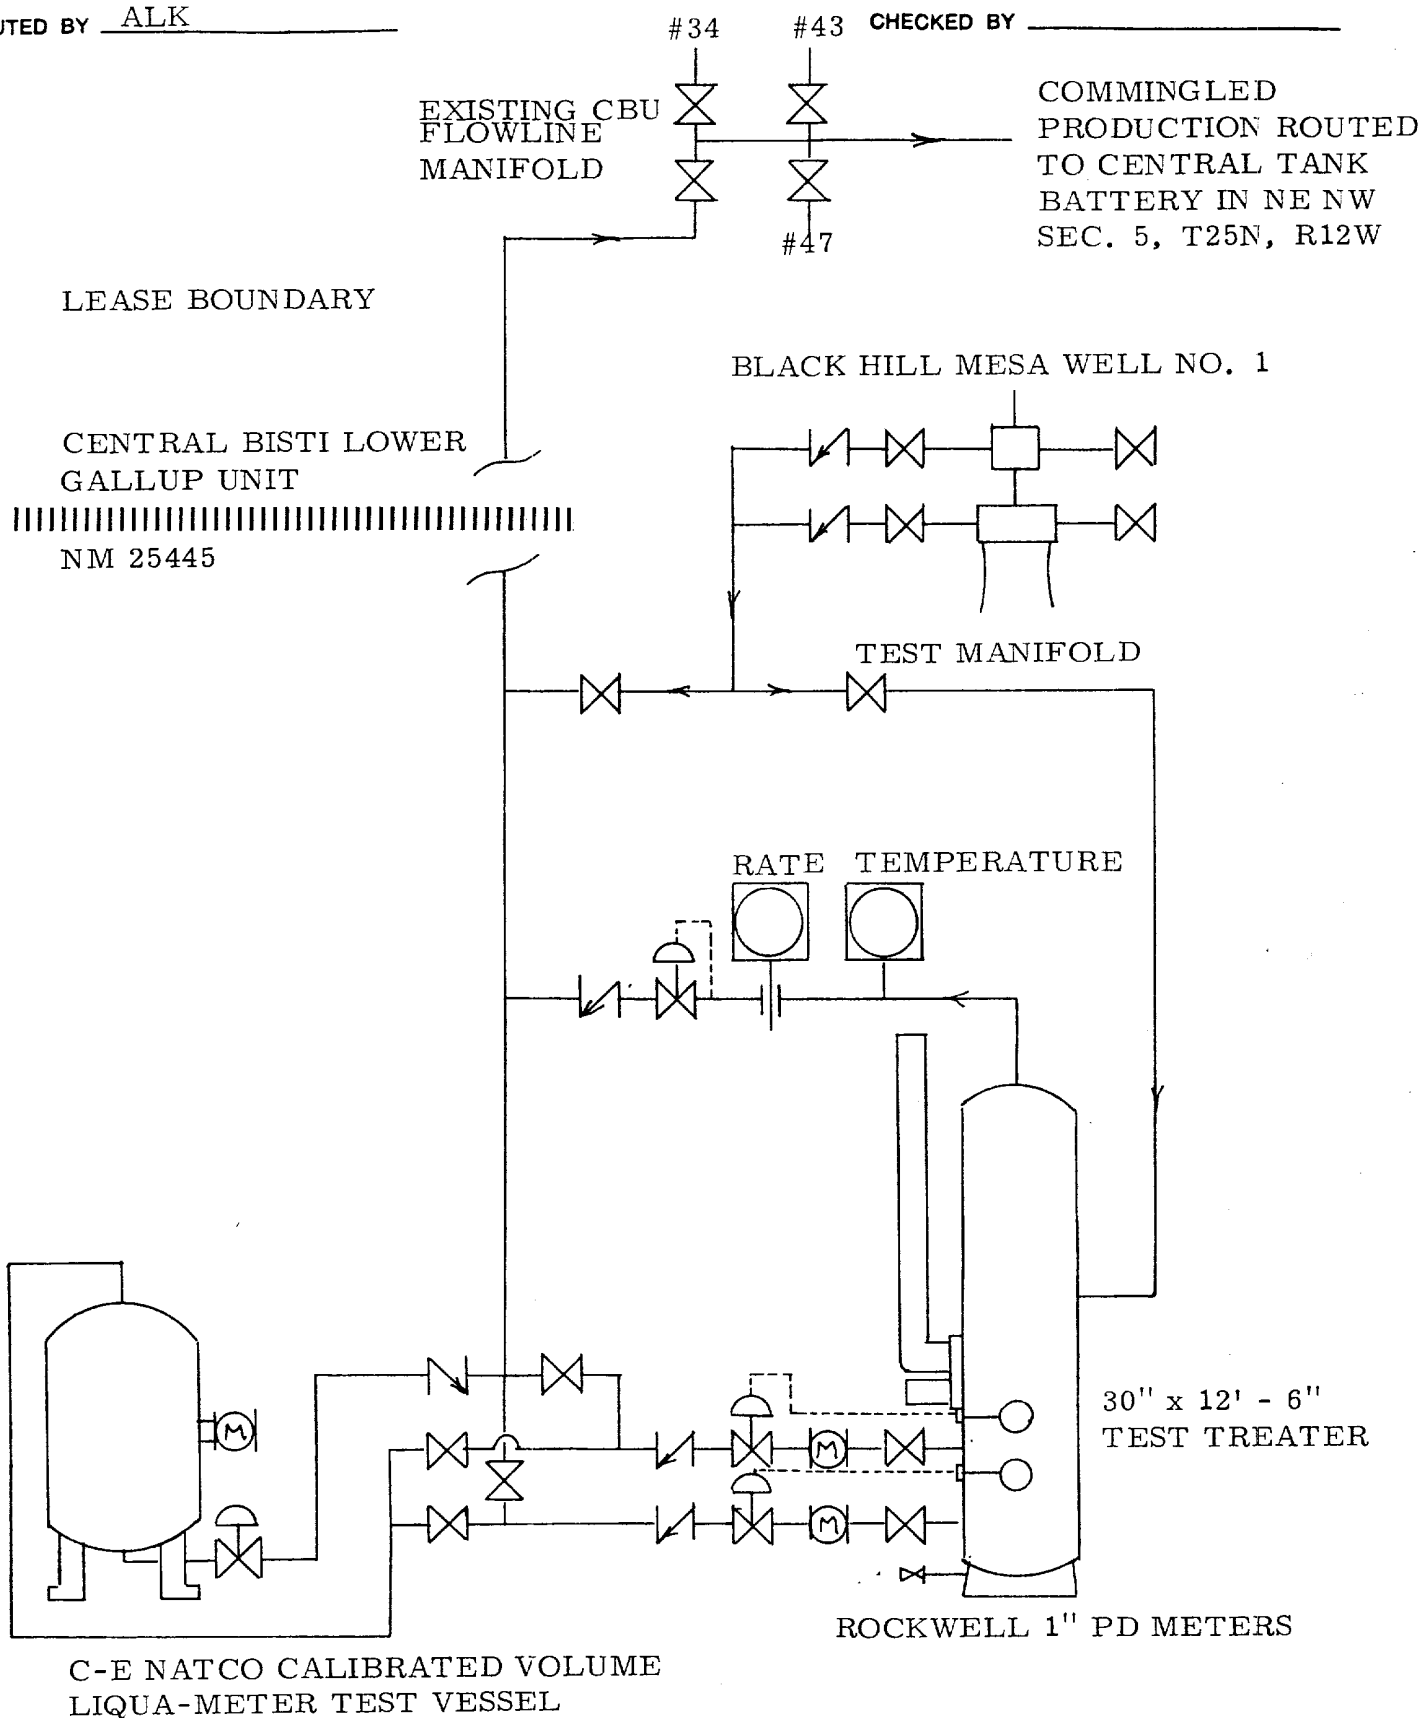 UTED BY ALK
#34
#43
CHECKED BY
EXISTING CBU
FLOWLINE
MANIFOLD
COMMINGLED
PRODUCTION ROUTED
TO CENTRAL TANK
BATTERY IN NE NW
SEC. 5, T25N, R12W
#47
LEASE BOUNDARY
BLACK HILL MESA WELL NO. 1
CENTRAL BISTI LOWER
GALLUP UNIT
NM 25445
TEST MANIFOLD
RATE TEMPERATURE
M
M
M
30" x 12' - 6"
TEST TREATER
ROCKWELL 1" PD METERS
C-E NATCO CALIBRATED VOLUME
LIQUA-METER TEST VESSEL